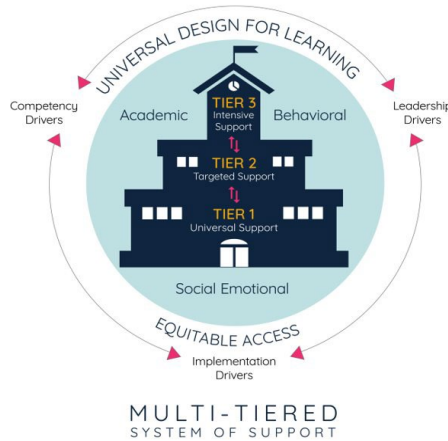 UNIVERSAL DESIGN FOR LEARNING
Competency
Drivers
Leadership
Drivers
Academic
Behavioral
TIER 3
Intensive
Support
TIER 2
Targeted Support
TIER 1
Universal Support
Social Emotional
EQUITABLE ACCESS
Implementation
Drivers
MULTI-TIERED
SYSTEM OF SUPPORT